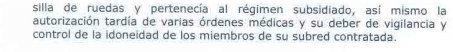 silla de ruedas y pertenecía al régimen subsidiado, así mismo la
autorización tardía de varias órdenes médicas y su deber de vigilancia y
control de la idoneidad de los miembros de su subred contratada.